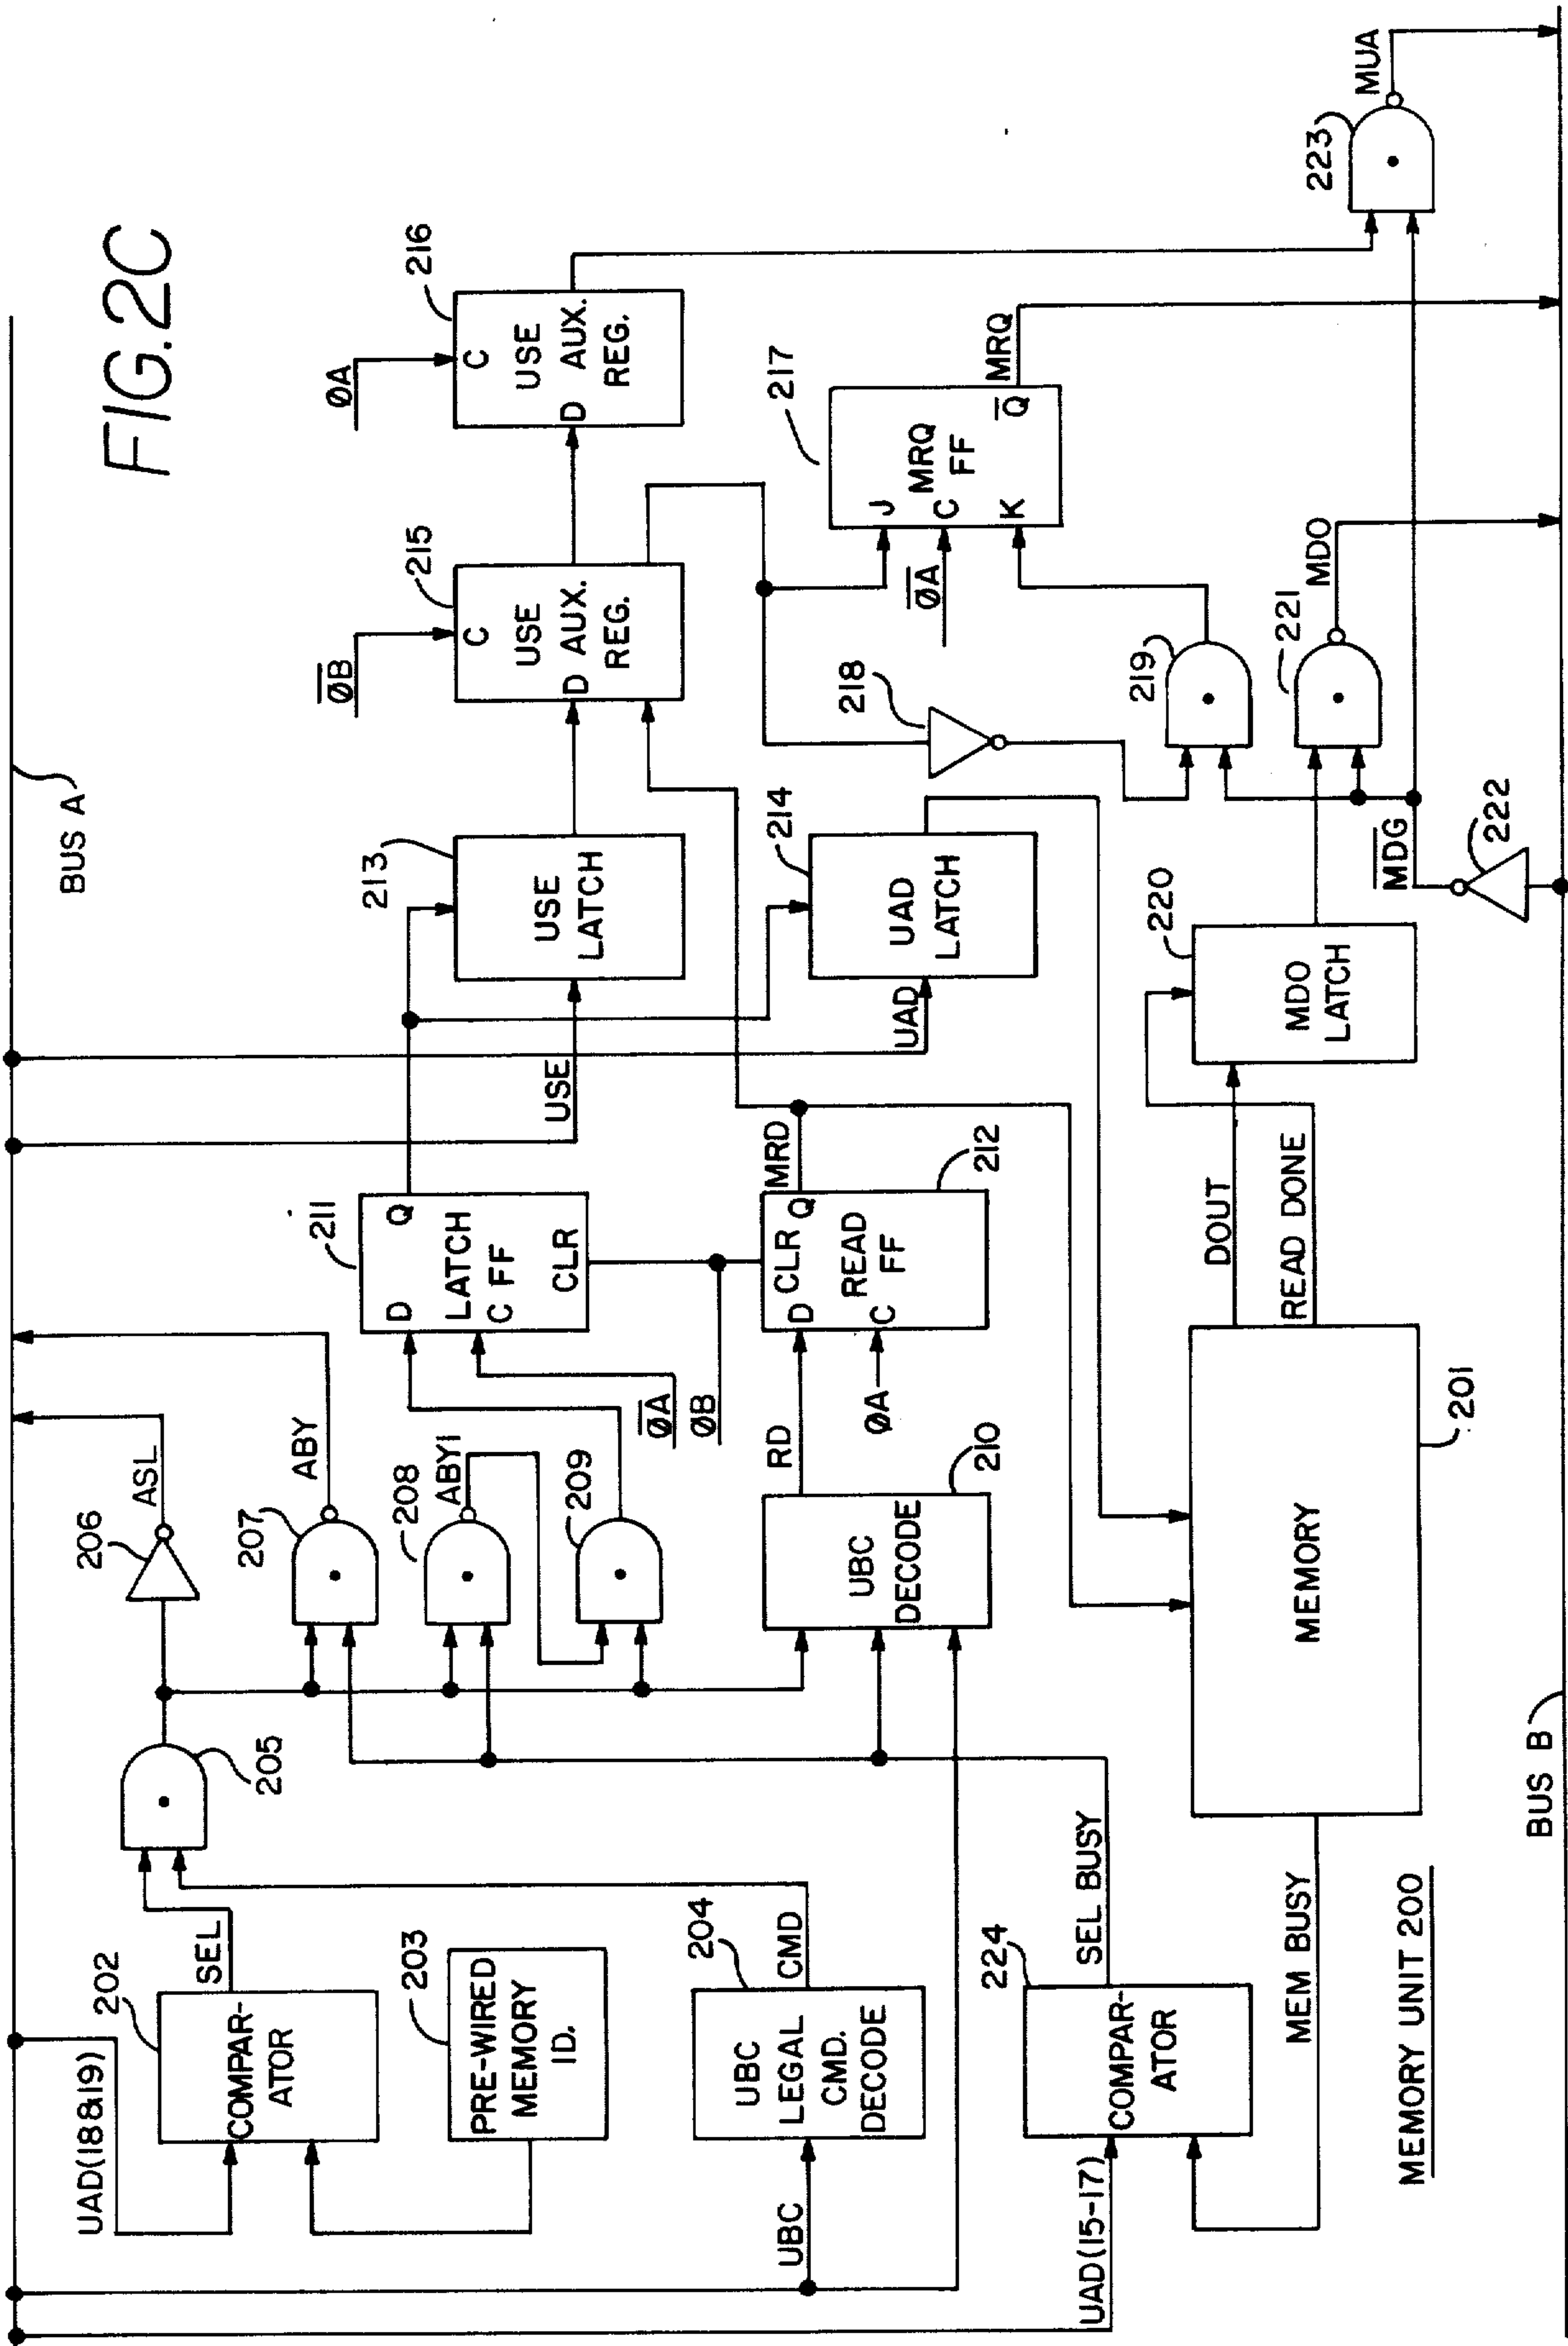 FIG.2C
BUS A
UAD(18&19)
202
COMPAR-
ATOR
SEL
203
PRE-WIRED
MEMORY
ID.
UBC
204
UBC
LEGAL
CMD.
DECODE
CMD
UAD(15-17)
224
COMPAR-
ATOR
SEL BUSY
MEM BUSY
MEMORY UNIT 200
205
206
ASL
207
ABY
208
ABY1
209
210
UBC
DECODE
RD
MEMORY
201
211
D Q
LATCH
C FF
CLR
Ø̅A̅
ØB
CLR
D Q
READ
C FF
ØA
MRD
212
DOUT
READ DONE
USE
213
USE
LATCH
UAD
214
UAD
LATCH
220
MDO
LATCH
M̅D̅G̅
222
Ø̅B̅
215
C
USE
D AUX.
REG.
ØA
216
C
USE
D AUX.
REG.
217
J
MRQ
C FF
K
Q̅
Ø̅A̅
MRQ
218
219
221
MDO
223
MUA
BUS B